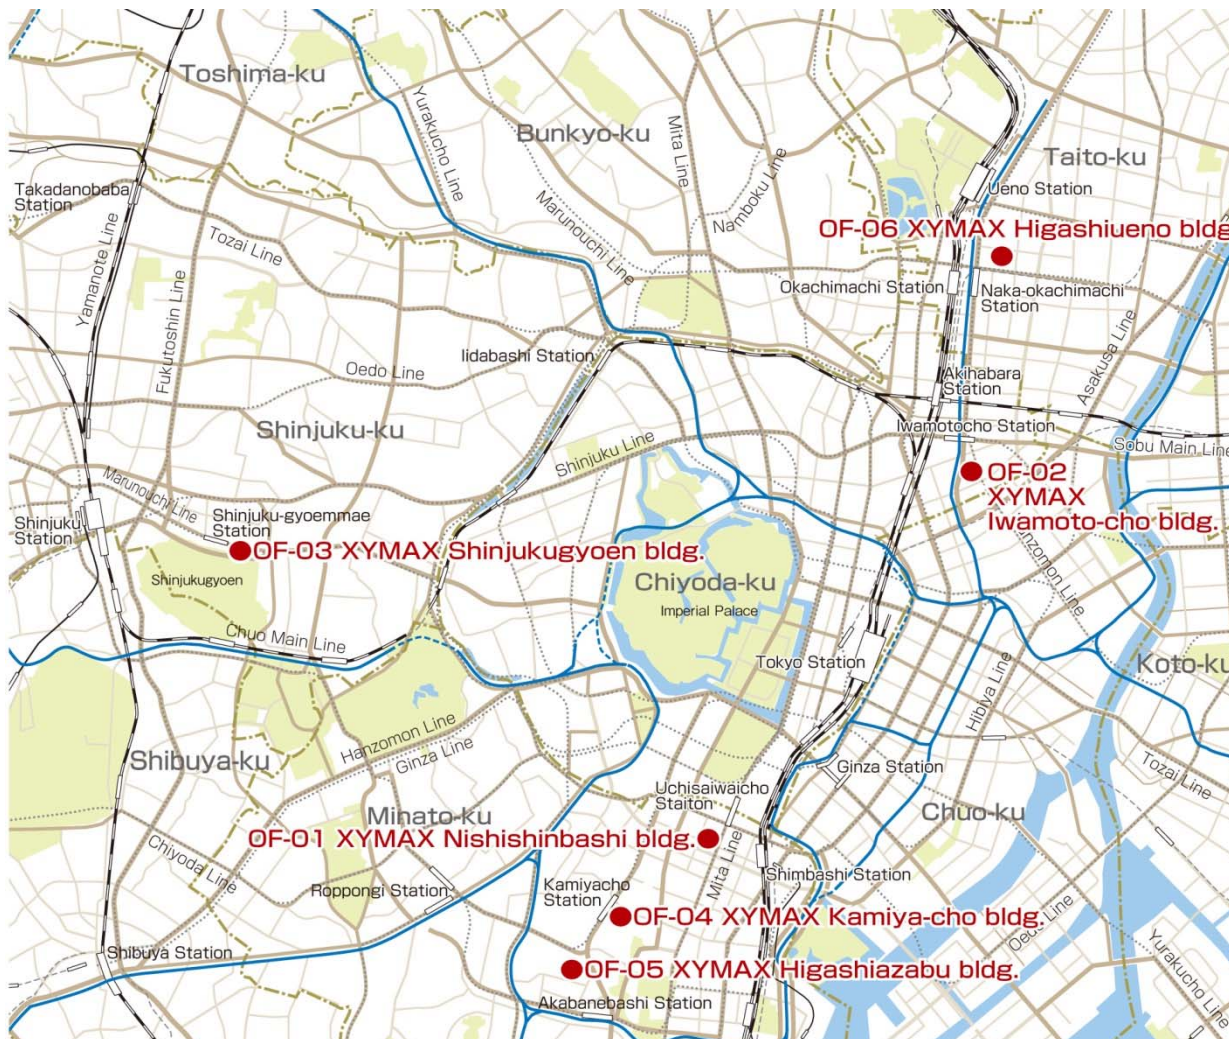 Toshima-ku
Yurakucho Line
Bunkyo-ku
Mita Line
Namboku Line
Taito-ku
Takadanobaba
Station
Ueno Station
Yamanote Line
Tozai Line
Marunouchi Line
OF-06 XYMAX Higashiueno bldg
Fukutoshin Line
Okachimachi Station
Naka-okachimachi
Station
Iidabashi Station
Asakusa Line
Oedo Line
Akihabara
Station
Shinjuku-ku
Iwamotocho Station
Shinjuku Line
Sobu Main Line
Marunouchi Line
OF-02
XYMAX
Iwamoto-cho bldg.
Shinjuku
Station
Shinjuku-gyoemmae
Station
OF-03 XYMAX Shinjukugyoen bldg.
anzomon Line
Shinjukugyoen
Chiyoda-ku
Imperial Palace
Chuo Main Line
Tokyo Station
Koto-ku
Hibiya Line
Hanzomon Line
Ginza Line
Shibuya-ku
Ginza Station
Tozai Line
Uchisaiwaicho
Staiton
Minato-ku
Chuo-ku
OF-01 XYMAX Nishishinbashi bldg.
Chiyoda Line
Mita Line
Shimbashi Station
Roppongi Station
Kamiyacho
Station
OF-04 XYMAX Kamiya-cho bldg.
Oedo Line
Shibuya Station
Yurakucho Line
OF-05 XYMAX Higashiazabu bldg.
Akabanebashi Station